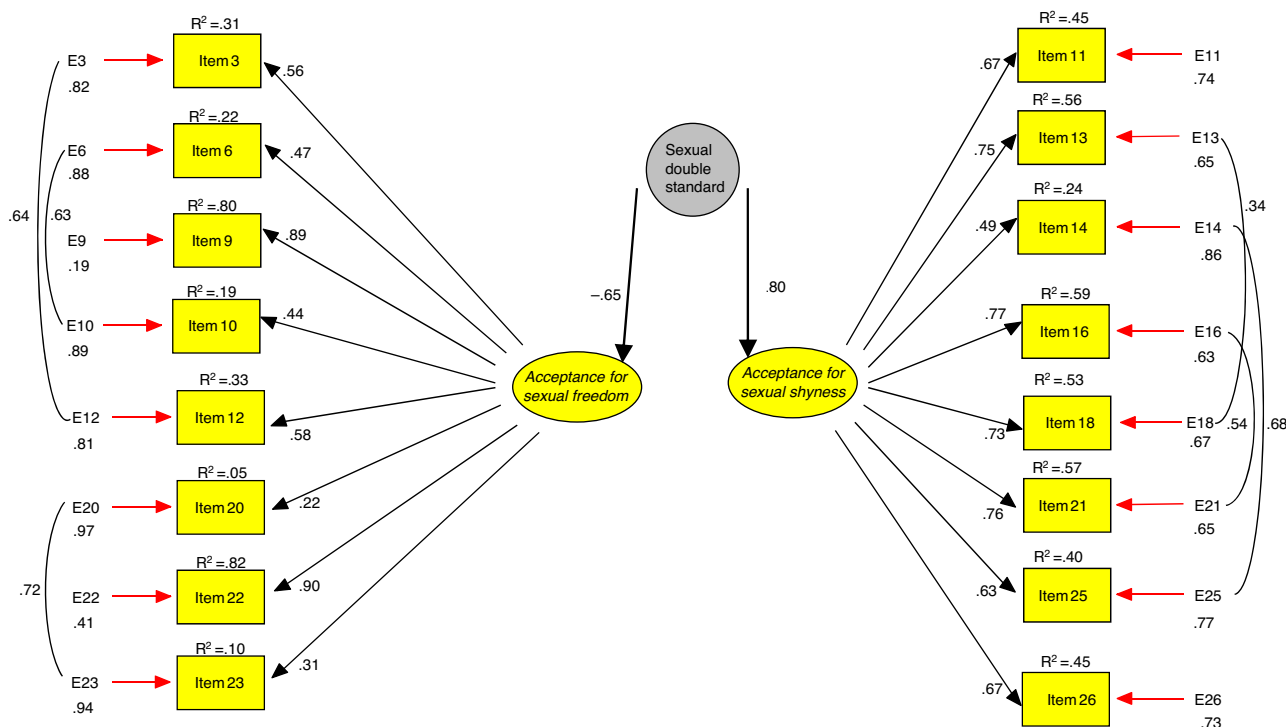 R² =.31
E3
.82
Item 3
.56
R² =.22
E6
.88
Item 6
.47
.64
.63
R² =.80
E9
.19
Item 9
.89
R² =.19
E10
.89
Item 10
.44
R² =.33
E12
.81
Item 12
.58
R² =.05
E20
.97
Item 20
.22
.72
R² =.82
E22
.41
Item 22
.90
R² =.10
E23
.94
Item 23
.31
Sexual
double
standard
–.65
.80
Acceptance for
sexual freedom
Acceptance for
sexual shyness
R² =.45
.67
Item 11
E11
.74
R² =.56
.75
Item 13
E13
.65
.34
R² =.24
.49
Item 14
E14
.86
R² =.59
.77
Item 16
E16
.63
R² =.53
.73
Item 18
E18
.67
.54
.68
R² =.57
.76
Item 21
E21
.65
R² =.40
.63
Item 25
E25
.77
R² =.45
.67
Item 26
E26
.73